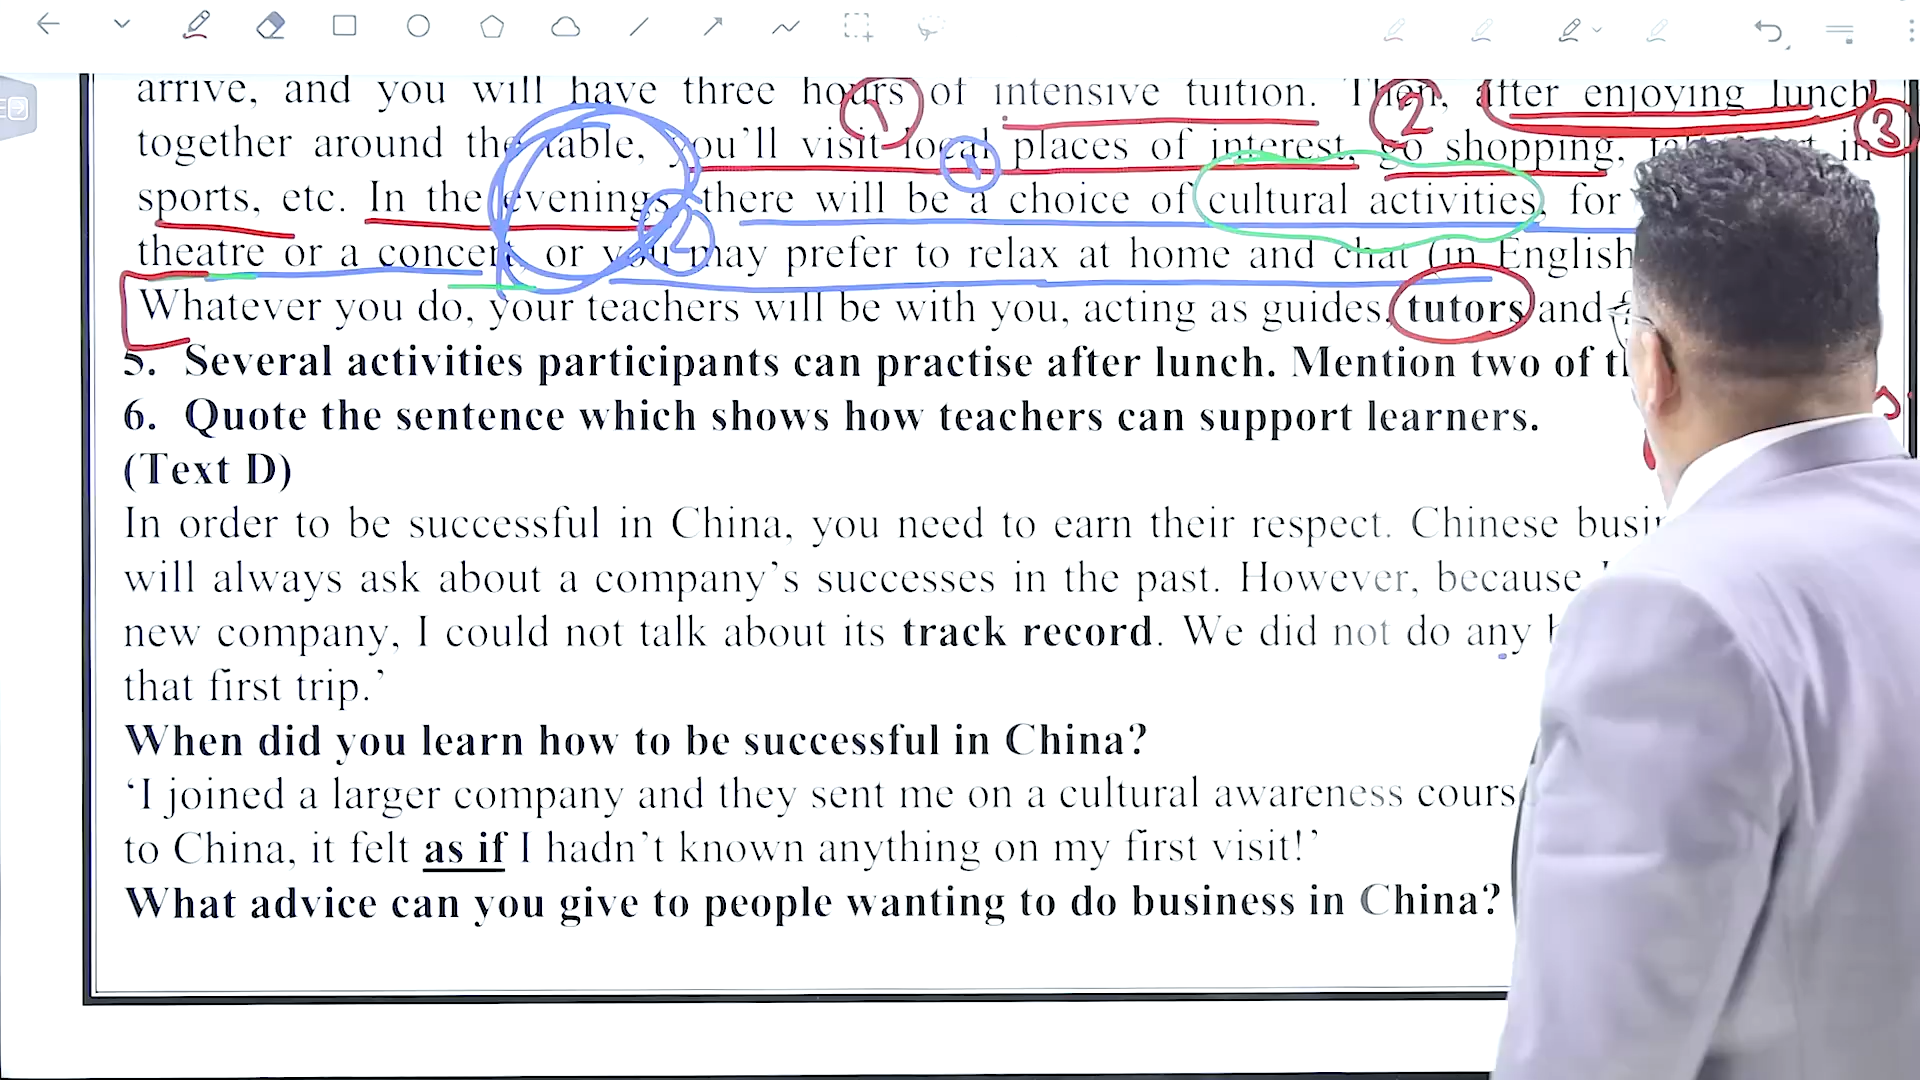 arrive, and you will have three hours of intensive tuition. Then, after enjoying lunch
① ② ③
together around the table, you'll visit local places of interest, go shopping, take part in
① ②
sports, etc. In the evenings, there will be a choice of cultural activities, for
theatre or a concert, or you may prefer to relax at home and chat (in English
Whatever you do, your teachers will be with you, acting as guides, tutors and
5. Several activities participants can practise after lunch. Mention two of
6. Quote the sentence which shows how teachers can support learners.
(Text D)
In order to be successful in China, you need to earn their respect. Chinese
will always ask about a company's successes in the past. However, because
new company, I could not talk about its track record. We did not do any
that first trip.'
When did you learn how to be successful in China?
'I joined a larger company and they sent me on a cultural awareness
to China, it felt as if I hadn't known anything on my first visit!'
What advice can you give to people wanting to do business in China?